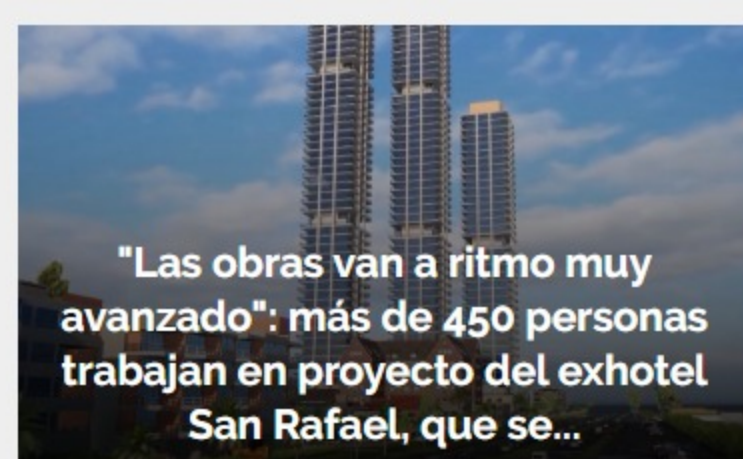 "Las obras van a ritmo muy
avanzado": más de 450 personas
trabajan en proyecto del exhotel
San Rafael, que se...